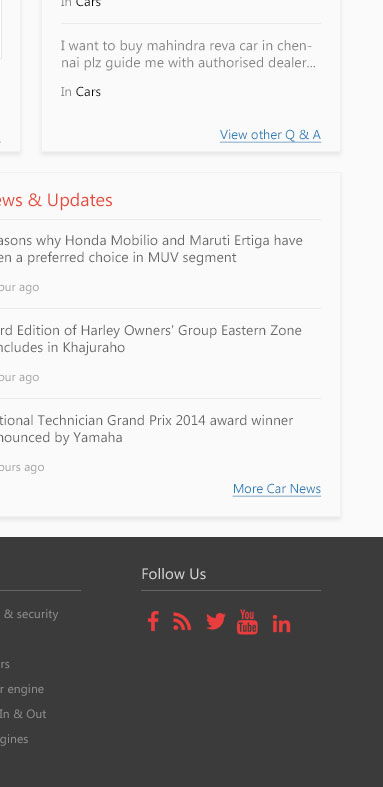 In Cars
I want to buy mahindra reva car in chen-
nai plz guide me with authorised dealer...
In Cars
View other Q & A
ews & Updates
asons why Honda Mobilio and Maruti Ertiga have
en a preferred choice in MUV segment
our ago
rd Edition of Harley Owners' Group Eastern Zone
ncludes in Khajuraho
our ago
tional Technician Grand Prix 2014 award winner
nounced by Yamaha
ours ago
More Car News
Follow Us
You
Tube
in
& security
rs
r engine
In & Out
gines